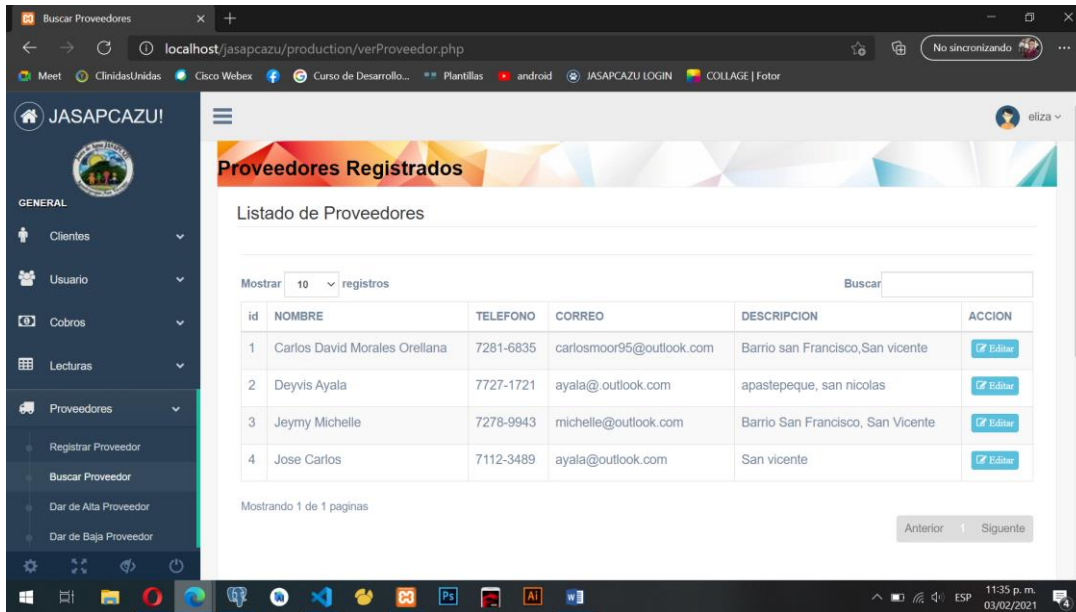 Buscar Proveedores
localhost/jasapcazu/production/verProveedor.php
No sincronizando
Meet ClinidasUnidas Cisco Webex Curso de Desarrollo... Plantillas android JASAPCAZU LOGIN COLLAGE | Fotor
JASAPCAZU!
eliza
Proveedores Registrados
GENERAL
Clientes
Usuario
Cobros
Lecturas
Proveedores
Registrar Proveedor
Buscar Proveedor
Dar de Alta Proveedor
Dar de Baja Proveedor
Listado de Proveedores
Mostrar 10 registros
Buscar
id NOMBRE TELEFONO CORREO DESCRIPCION ACCION
1 Carlos David Morales Orellana 7281-6835 carlosmoor95@outlook.com Barrio san Francisco,San vicente Editar
2 Deyvis Ayala 7727-1721 ayala@.outlook.com apastepeque, san nicolas Editar
3 Jeymy Michelle 7278-9943 michelle@outlook.com Barrio San Francisco, San Vicente Editar
4 Jose Carlos 7112-3489 ayala@outlook.com San vicente Editar
Mostrando 1 de 1 paginas
Anterior 1 Siguente
Ps Ai
ESP
11:35 p. m.
03/02/2021
4